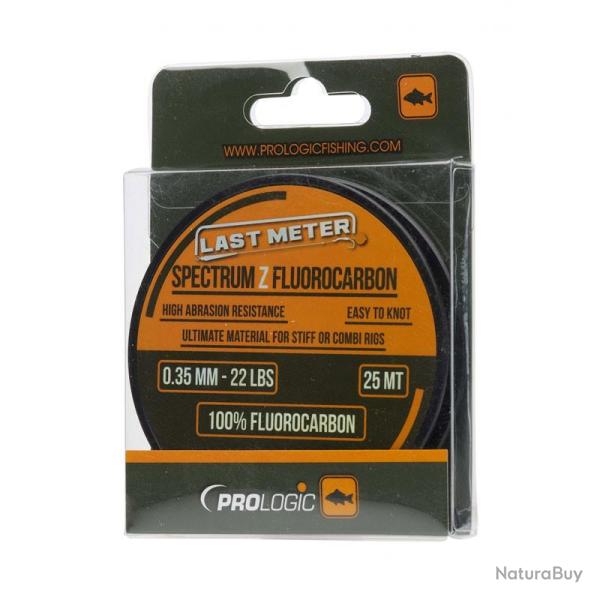 WWW.PROLOGICFISHING.COM
LAST METER
SPECTRUM Z FLUOROCARBON
HIGH ABRASION RESISTANCE EASY TO KNOT
ULTIMATE MATERIAL FOR STIFF OR COMBI RIGS
0.35 MM - 22 LBS 25 MT
100% FLUOROCARBON
PROLOGIC
NaturaBuy